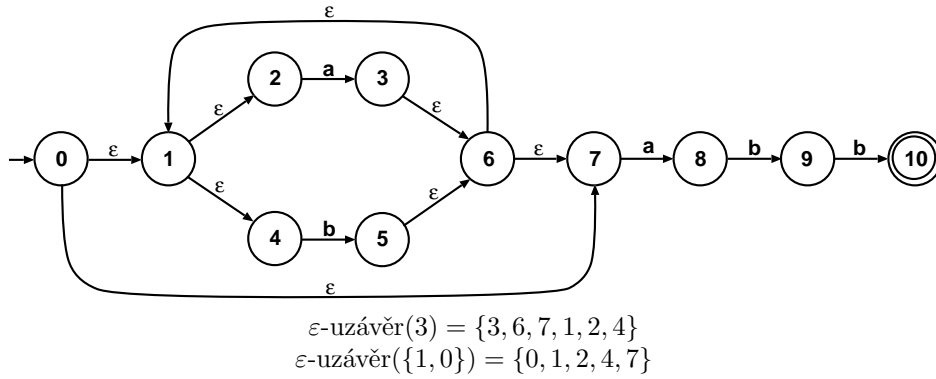 ε
2 a 3
ε ε
0 ε 1 6 ε 7 a 8 b 9 b 10
ε ε
4 b 5
ε
ε-uzávěr(3) = {3, 6, 7, 1, 2, 4}
ε-uzávěr({1, 0}) = {0, 1, 2, 4, 7}